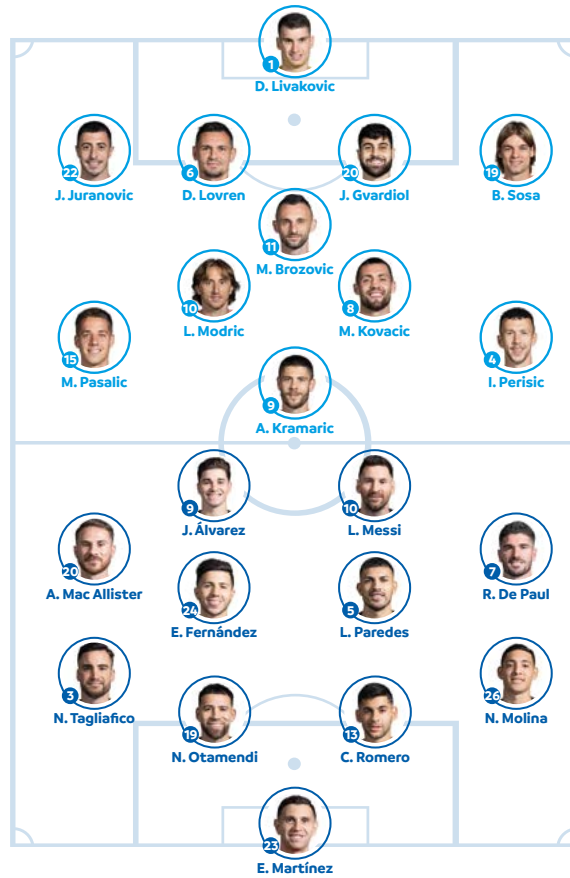 1
D. Livakovic
22
J. Juranovic
6
D. Lovren
20
J. Gvardiol
19
B. Sosa
11
M. Brozovic
10
L. Modric
8
M. Kovacic
15
M. Pasalic
4
I. Perisic
9
A. Kramaric
9
J. Álvarez
10
L. Messi
20
A. Mac Allister
7
R. De Paul
24
E. Fernández
5
L. Paredes
3
N. Tagliafico
26
N. Molina
19
N. Otamendi
13
C. Romero
23
E. Martínez